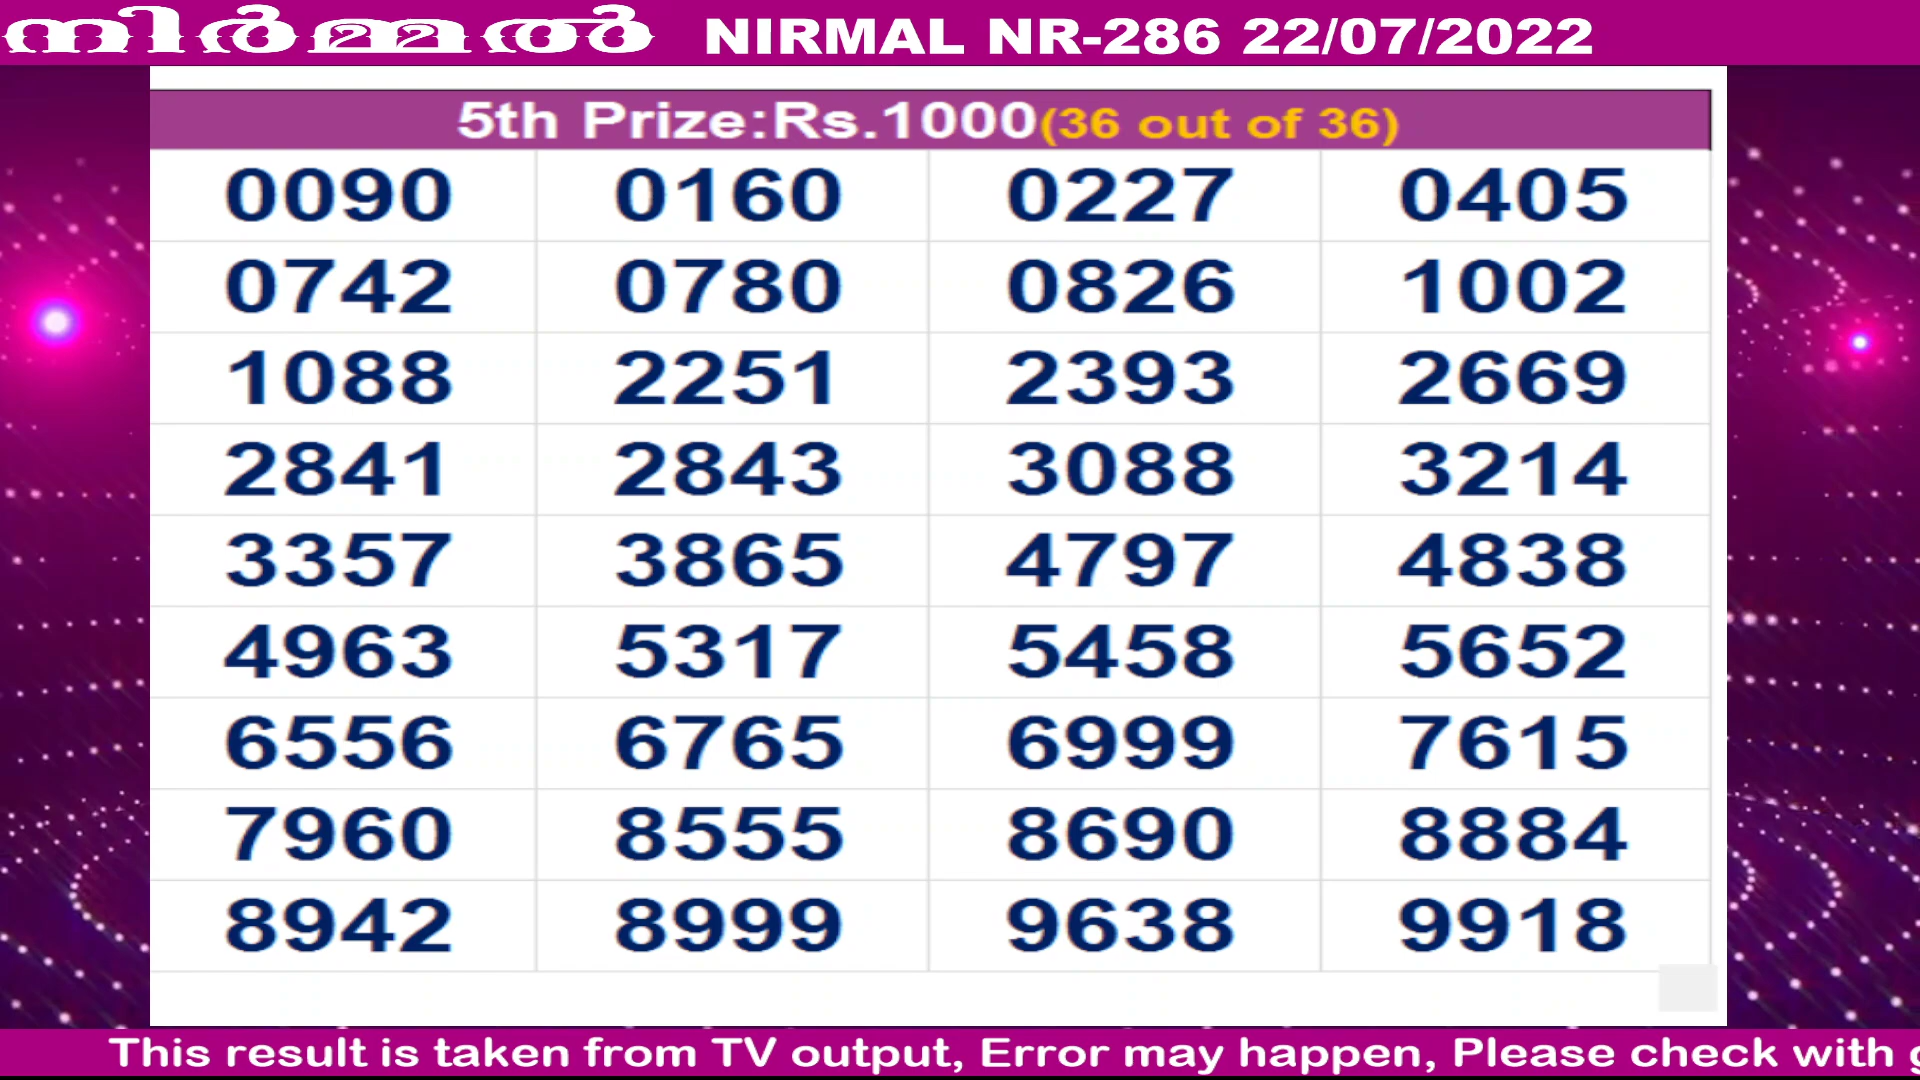 നിർമ്മൽ NIRMAL NR-286 22/07/2022
5th Prize:Rs.1000(36 out of 36)
0090 0160 0227 0405
0742 0780 0826 1002
1088 2251 2393 2669
2841 2843 3088 3214
3357 3865 4797 4838
4963 5317 5458 5652
6556 6765 6999 7615
7960 8555 8690 8884
8942 8999 9638 9918
This result is taken from TV output, Error may happen, Please check with